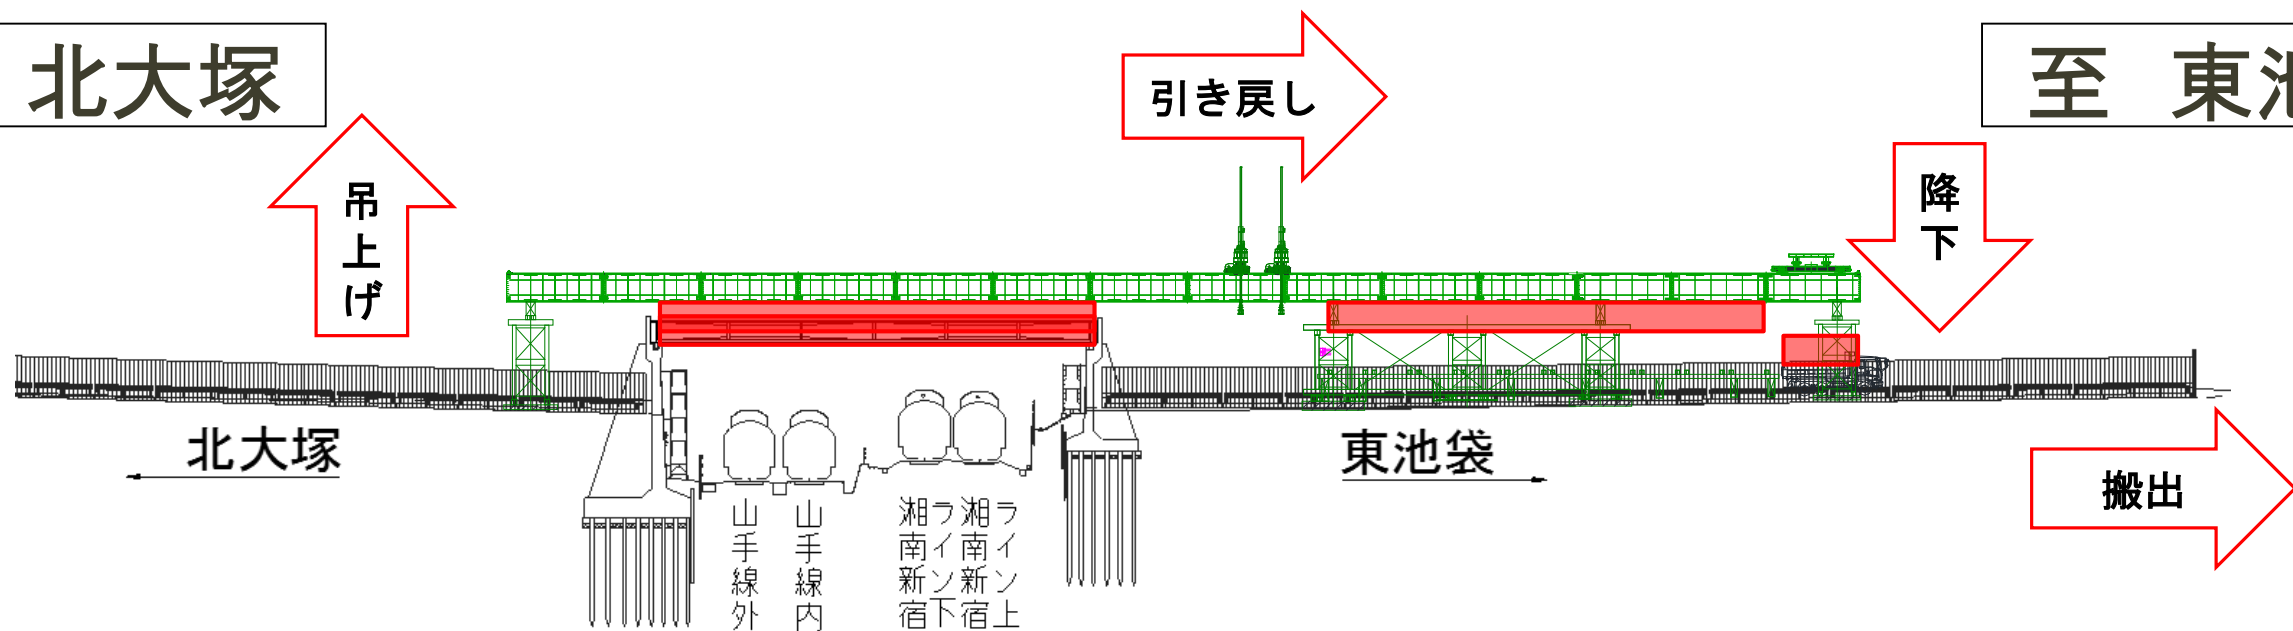 北大塚
引き戻し
至 東池
吊上げ
降下
北大塚
東池袋
搬出
山手線外
山手線内
湘南新宿
ライン下
湘南新宿
ライン上